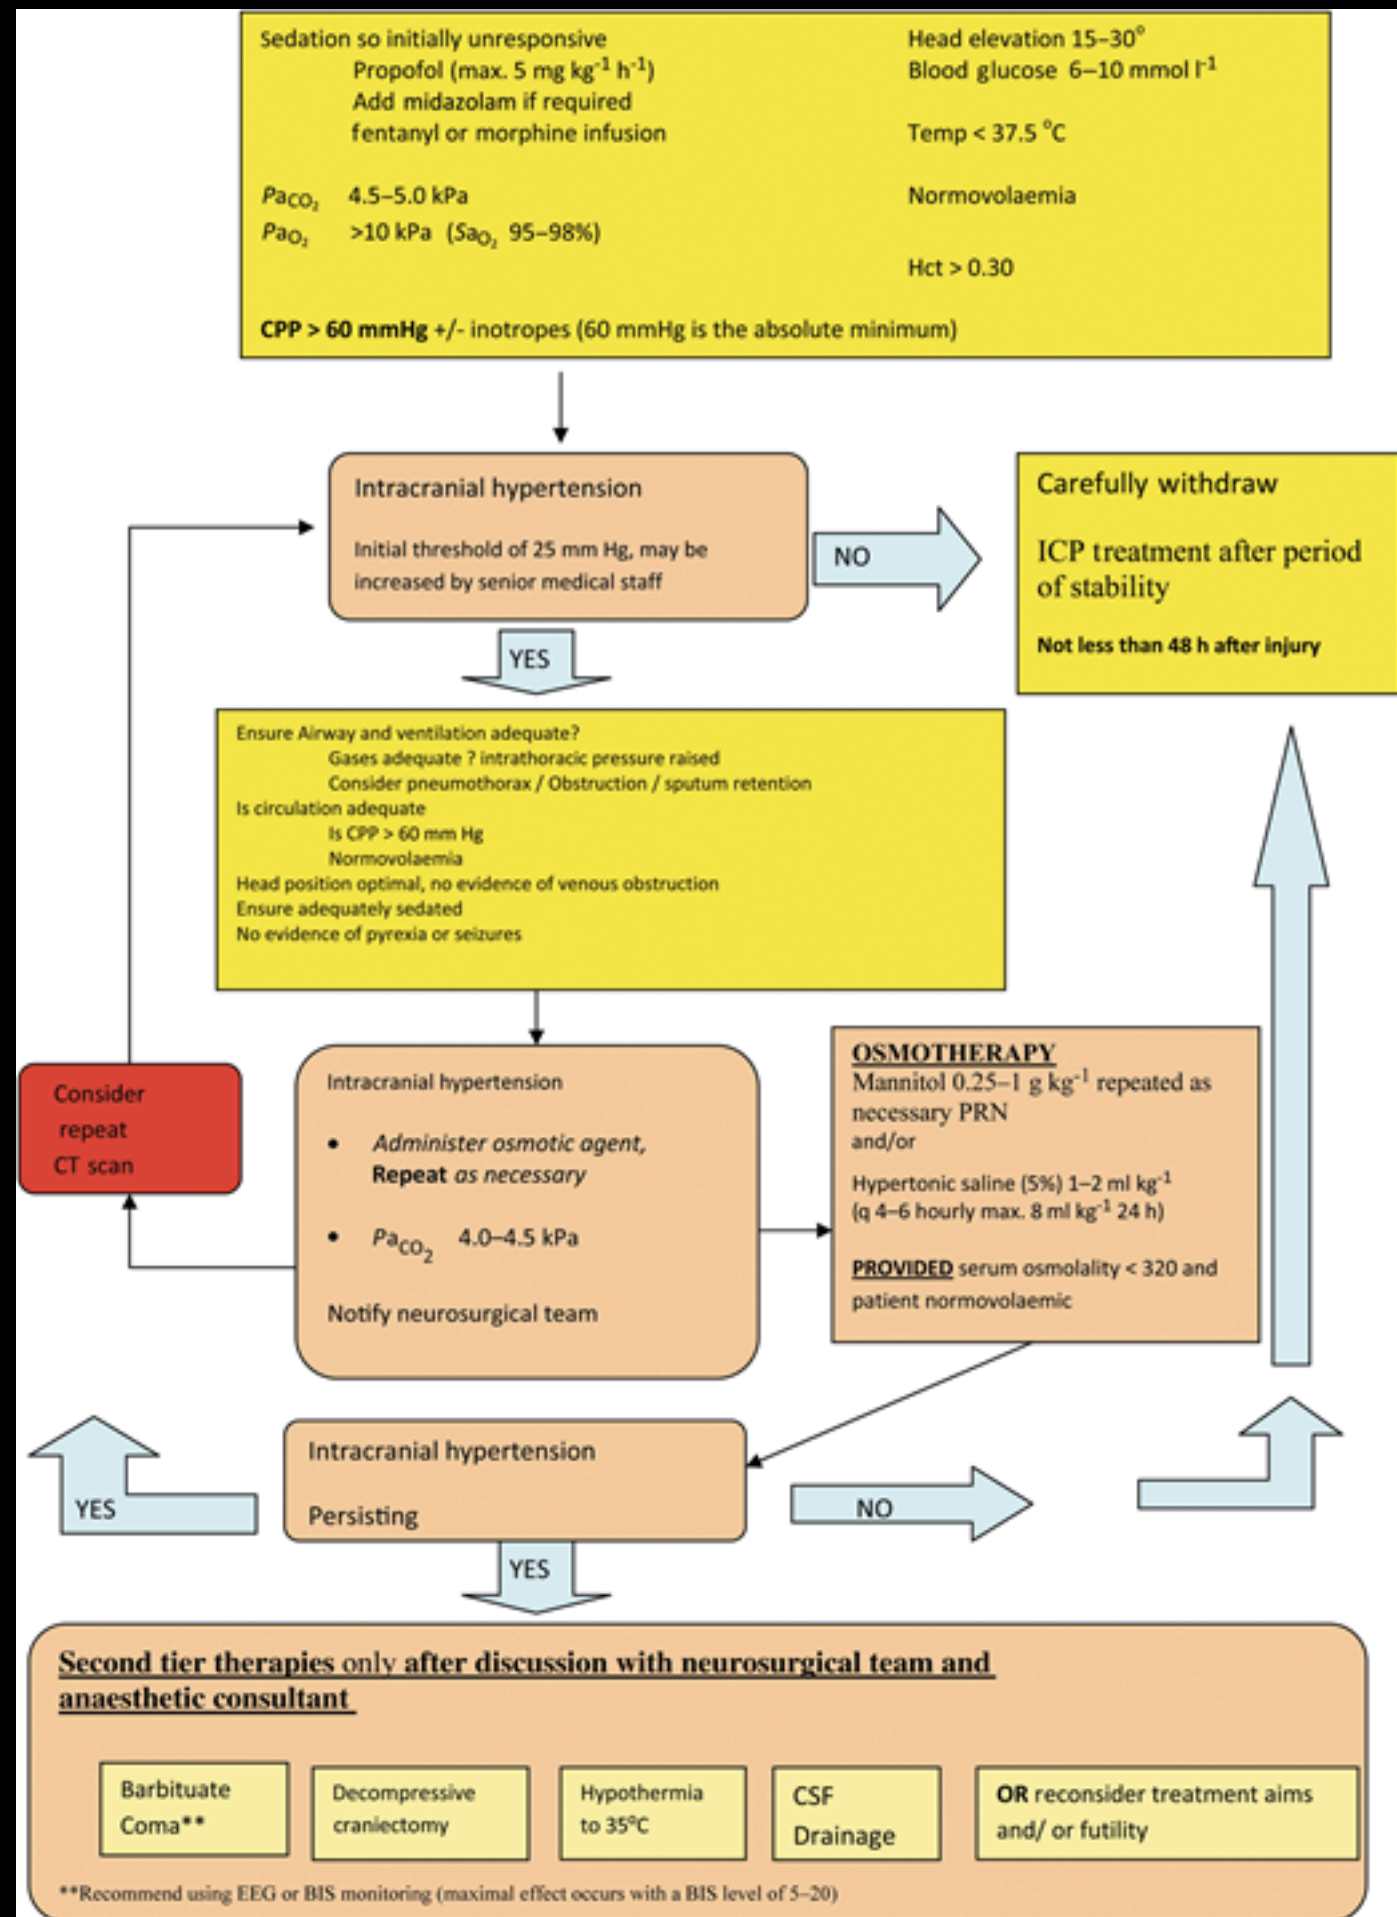 Sedation so initially unresponsive
Propofol (max. 5 mg kg⁻¹ h⁻¹)
Add midazolam if required
fentanyl or morphine infusion
PaCO₂ 4.5–5.0 kPa
PaO₂ >10 kPa (SaO₂ 95–98%)
Head elevation 15–30°
Blood glucose 6–10 mmol l⁻¹
Temp < 37.5 °C
Normovolaemia
Hct > 0.30
CPP > 60 mmHg +/- inotropes (60 mmHg is the absolute minimum)
Intracranial hypertension
Initial threshold of 25 mm Hg, may be
increased by senior medical staff
NO
Carefully withdraw
ICP treatment after period
of stability
Not less than 48 h after injury
YES
Ensure Airway and ventilation adequate?
Gases adequate ? intrathoracic pressure raised
Consider pneumothorax / Obstruction / sputum retention
Is circulation adequate
Is CPP > 60 mm Hg
Normovolaemia
Head position optimal, no evidence of venous obstruction
Ensure adequately sedated
No evidence of pyrexia or seizures
Consider
repeat
CT scan
Intracranial hypertension
• Administer osmotic agent,
Repeat as necessary
• PaCO₂ 4.0–4.5 kPa
Notify neurosurgical team
OSMOTHERAPY
Mannitol 0.25–1 g kg⁻¹ repeated as
necessary PRN
and/or
Hypertonic saline (5%) 1–2 ml kg⁻¹
(q 4–6 hourly max. 8 ml kg⁻¹ 24 h)
PROVIDED serum osmolality < 320 and
patient normovolaemic
YES
Intracranial hypertension
Persisting
NO
YES
Second tier therapies only after discussion with neurosurgical team and
anaesthetic consultant
Barbituate
Coma**
Decompressive
craniectomy
Hypothermia
to 35°C
CSF
Drainage
OR reconsider treatment aims
and/ or futility
**Recommend using EEG or BIS monitoring (maximal effect occurs with a BIS level of 5–20)